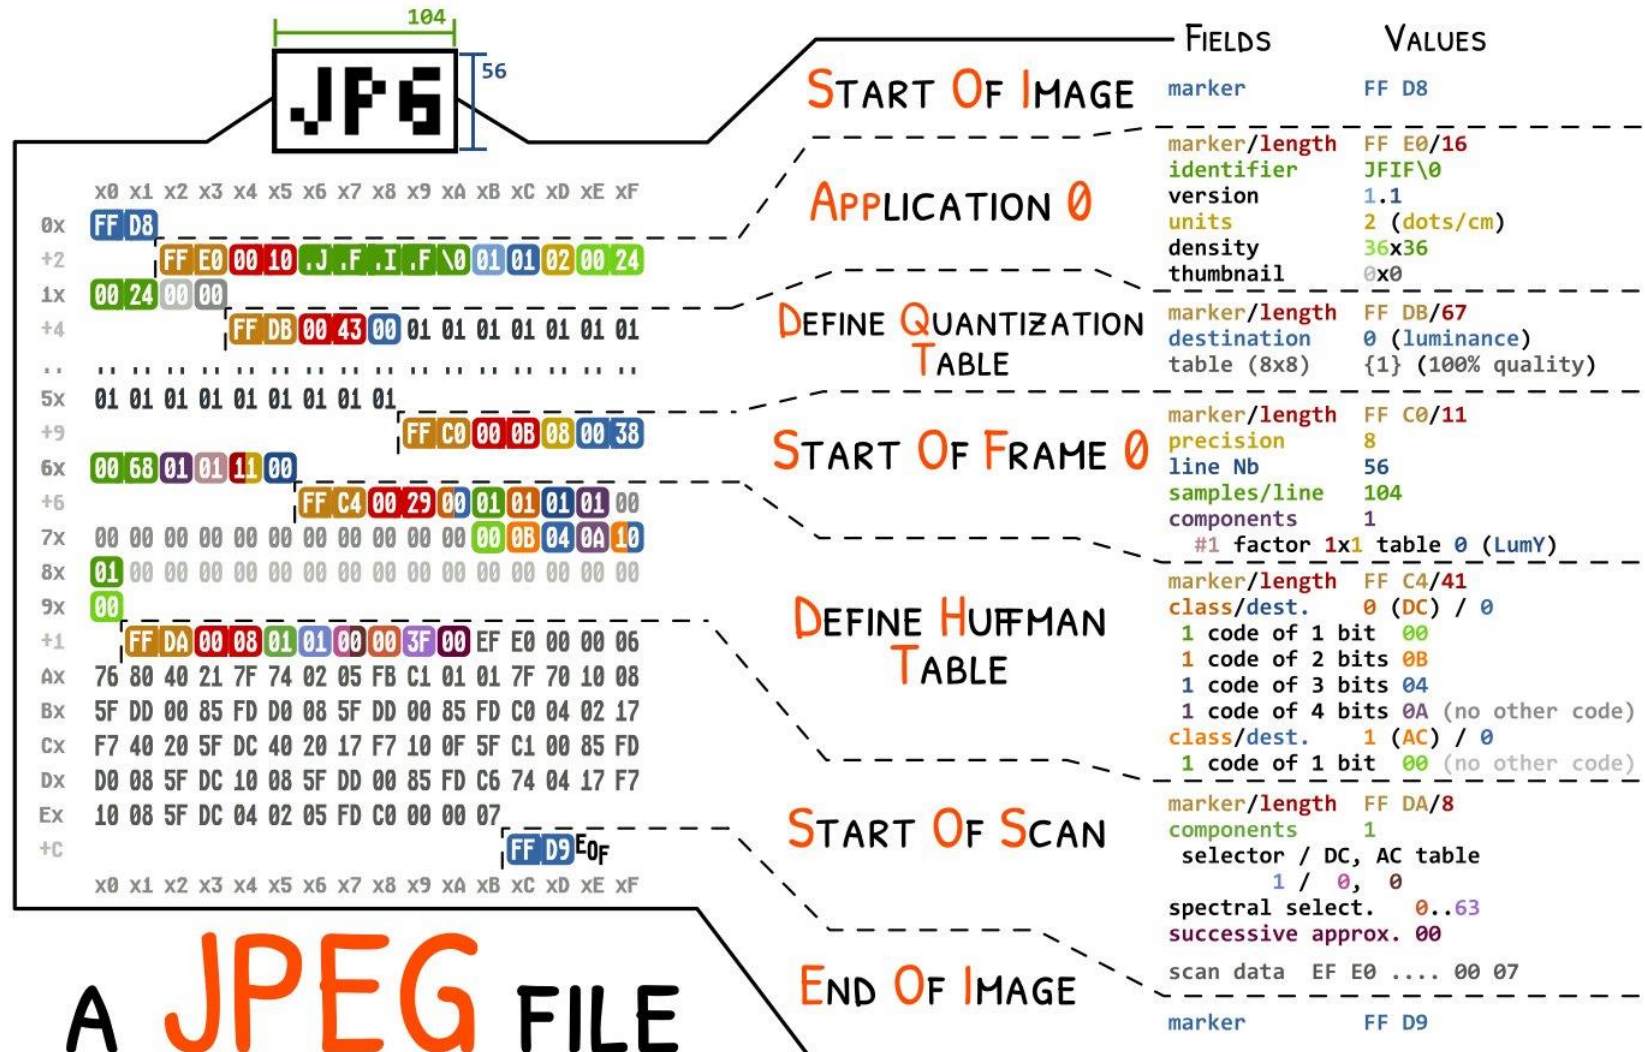 104
JPG
56
x0 x1 x2 x3 x4 x5 x6 x7 x8 x9 xA xB xC xD xE xF
0x FF D8
+2 FF E0 00 10 .J .F .I .F \0 01 01 02 00 24
1x 00 24 00 00
+4 FF DB 00 43 00 01 01 01 01 01 01 01
.. .. .. .. .. .. .. .. .. .. .. .. .. .. .. .. ..
5x 01 01 01 01 01 01 01 01 01
+9 FF C0 00 0B 08 00 38
6x 00 68 01 01 11 00
+6 FF C4 00 29 00 01 01 01 01 00
7x 00 00 00 00 00 00 00 00 00 00 00 00 0B 04 0A 10
8x 01 00 00 00 00 00 00 00 00 00 00 00 00 00 00 00
9x 00
+1 FF DA 00 08 01 01 00 00 3F 00 EF E0 00 00 06
Ax 76 80 40 21 7F 74 02 05 FB C1 01 01 7F 70 10 08
Bx 5F DD 00 85 FD D0 08 5F DD 00 85 FD C0 04 02 17
Cx F7 40 20 5F DC 40 20 17 F7 10 0F 5F C1 00 85 FD
Dx D0 08 5F DC 10 08 5F DD 00 85 FD C6 74 04 17 F7
Ex 10 08 5F DC 04 02 05 FD C0 00 00 07
+C FF D9 EOF
x0 x1 x2 x3 x4 x5 x6 x7 x8 x9 xA xB xC xD xE xF
A JPEG FILE
FIELDS VALUES
START OF IMAGE
marker FF D8
APPLICATION 0
marker/length FF E0/16
identifier JFIF\0
version 1.1
units 2 (dots/cm)
density 36x36
thumbnail 0x0
DEFINE QUANTIZATION
TABLE
marker/length FF DB/67
destination 0 (luminance)
table (8x8) {1} (100% quality)
START OF FRAME 0
marker/length FF C0/11
precision 8
line Nb 56
samples/line 104
components 1
#1 factor 1x1 table 0 (LumY)
DEFINE HUFFMAN
TABLE
marker/length FF C4/41
class/dest. 0 (DC) / 0
1 code of 1 bit 00
1 code of 2 bits 0B
1 code of 3 bits 04
1 code of 4 bits 0A (no other code)
class/dest. 1 (AC) / 0
1 code of 1 bit 00 (no other code)
START OF SCAN
marker/length FF DA/8
components 1
selector / DC, AC table
1 / 0, 0
spectral select. 0..63
successive approx. 00
scan data EF E0 .... 00 07
END OF IMAGE
marker FF D9